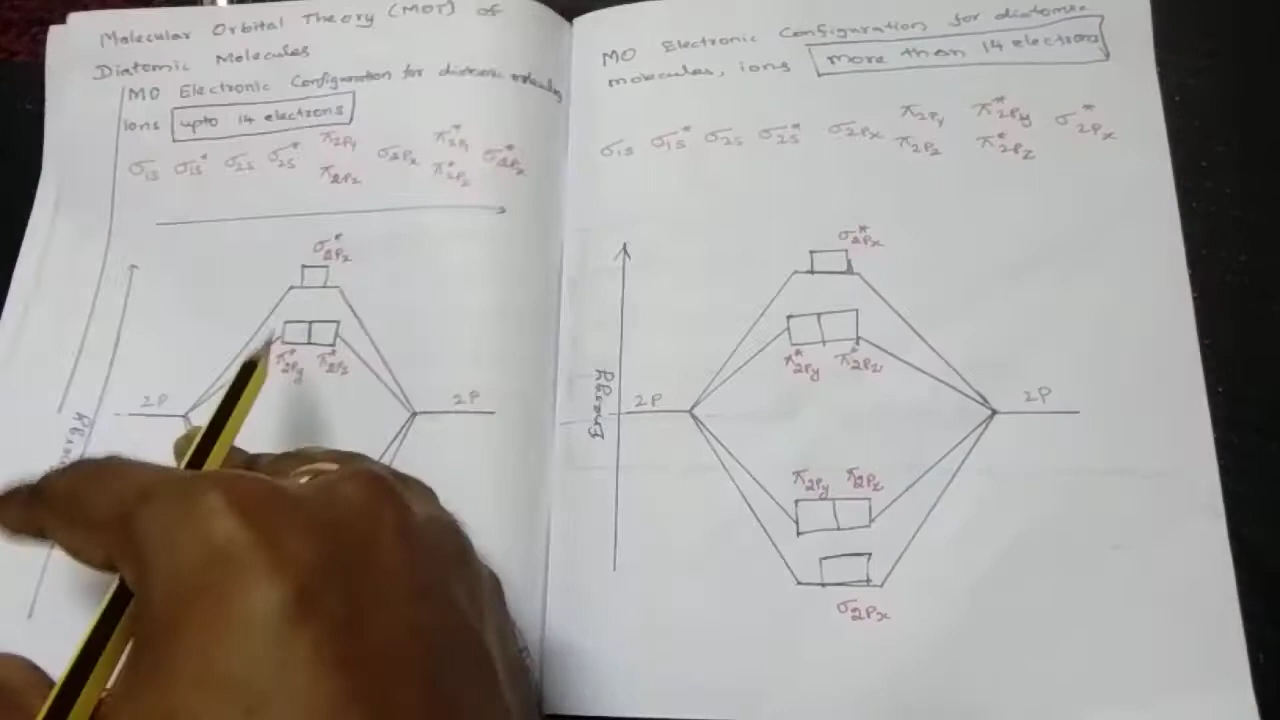 Molecular Orbital Theory (MOT) of
Diatomic Molecules
MO Electronic Configuration for diatomic molecules
Ions upto 14 electrons
π2Py π*2Py
σ1s σ1s* σ2s σ2s* σ2Px σ*2Px
π2Pz π*2Pz
σ*2Px
π*2Py π*2Pz
2P 2P
MO Electronic Configuration for diatomic
molecules, ions more than 14 electrons
π2Py π*2Py
σ1s σ1s* σ2s σ2s* σ2Px σ*2Px
π2Pz π*2Pz
σ*2Px
π*2Py π*2Pz
2P 2P
π2Py π2Pz
σ2Px